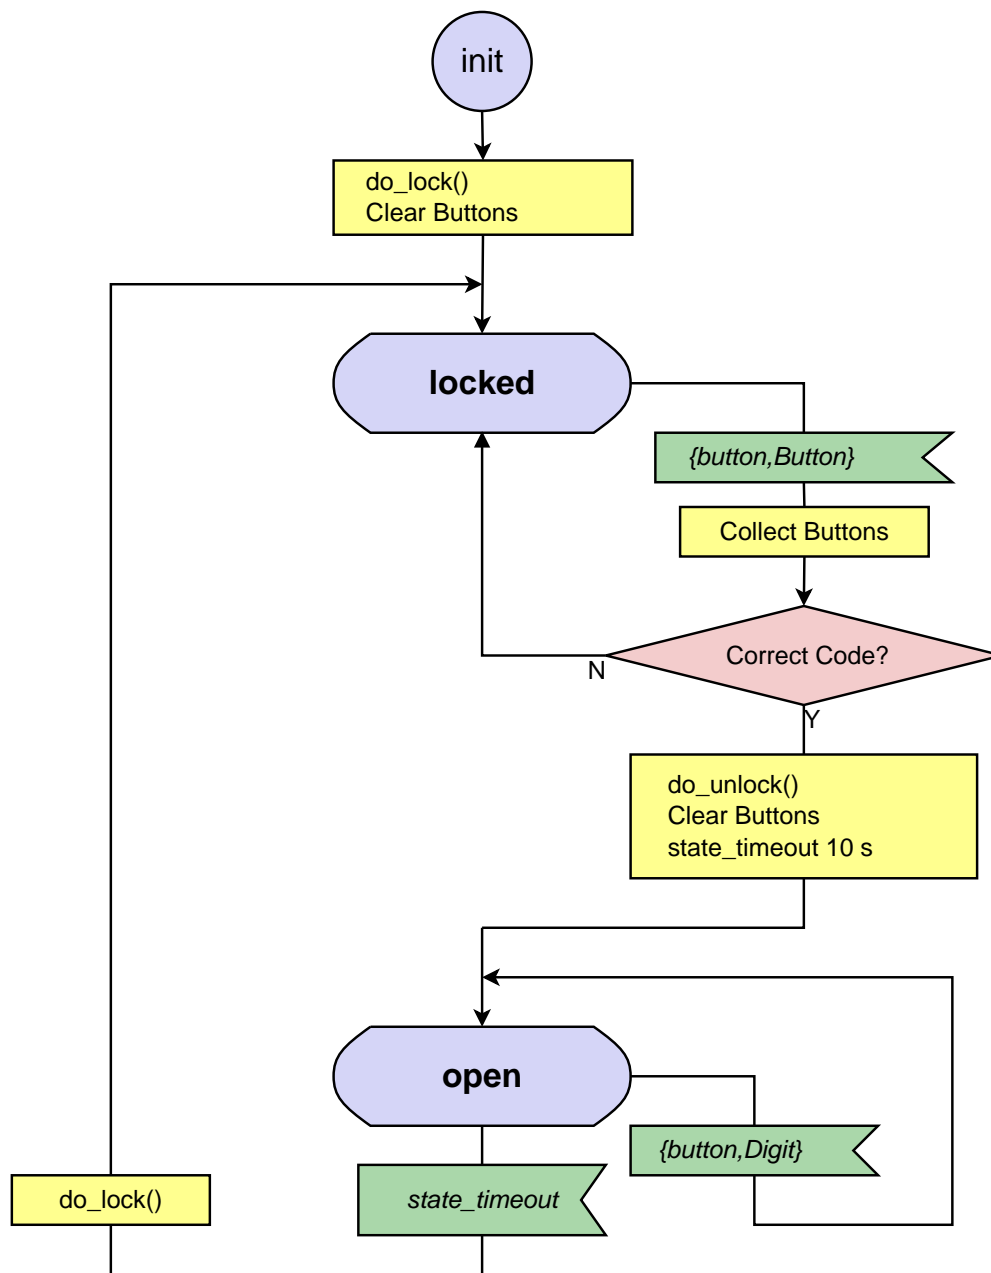 init
do_lock()
Clear Buttons
locked
{button,Button}
Collect Buttons
Correct Code?
N
Y
do_unlock()
Clear Buttons
state_timeout 10 s
open
{button,Digit}
do_lock()
state_timeout